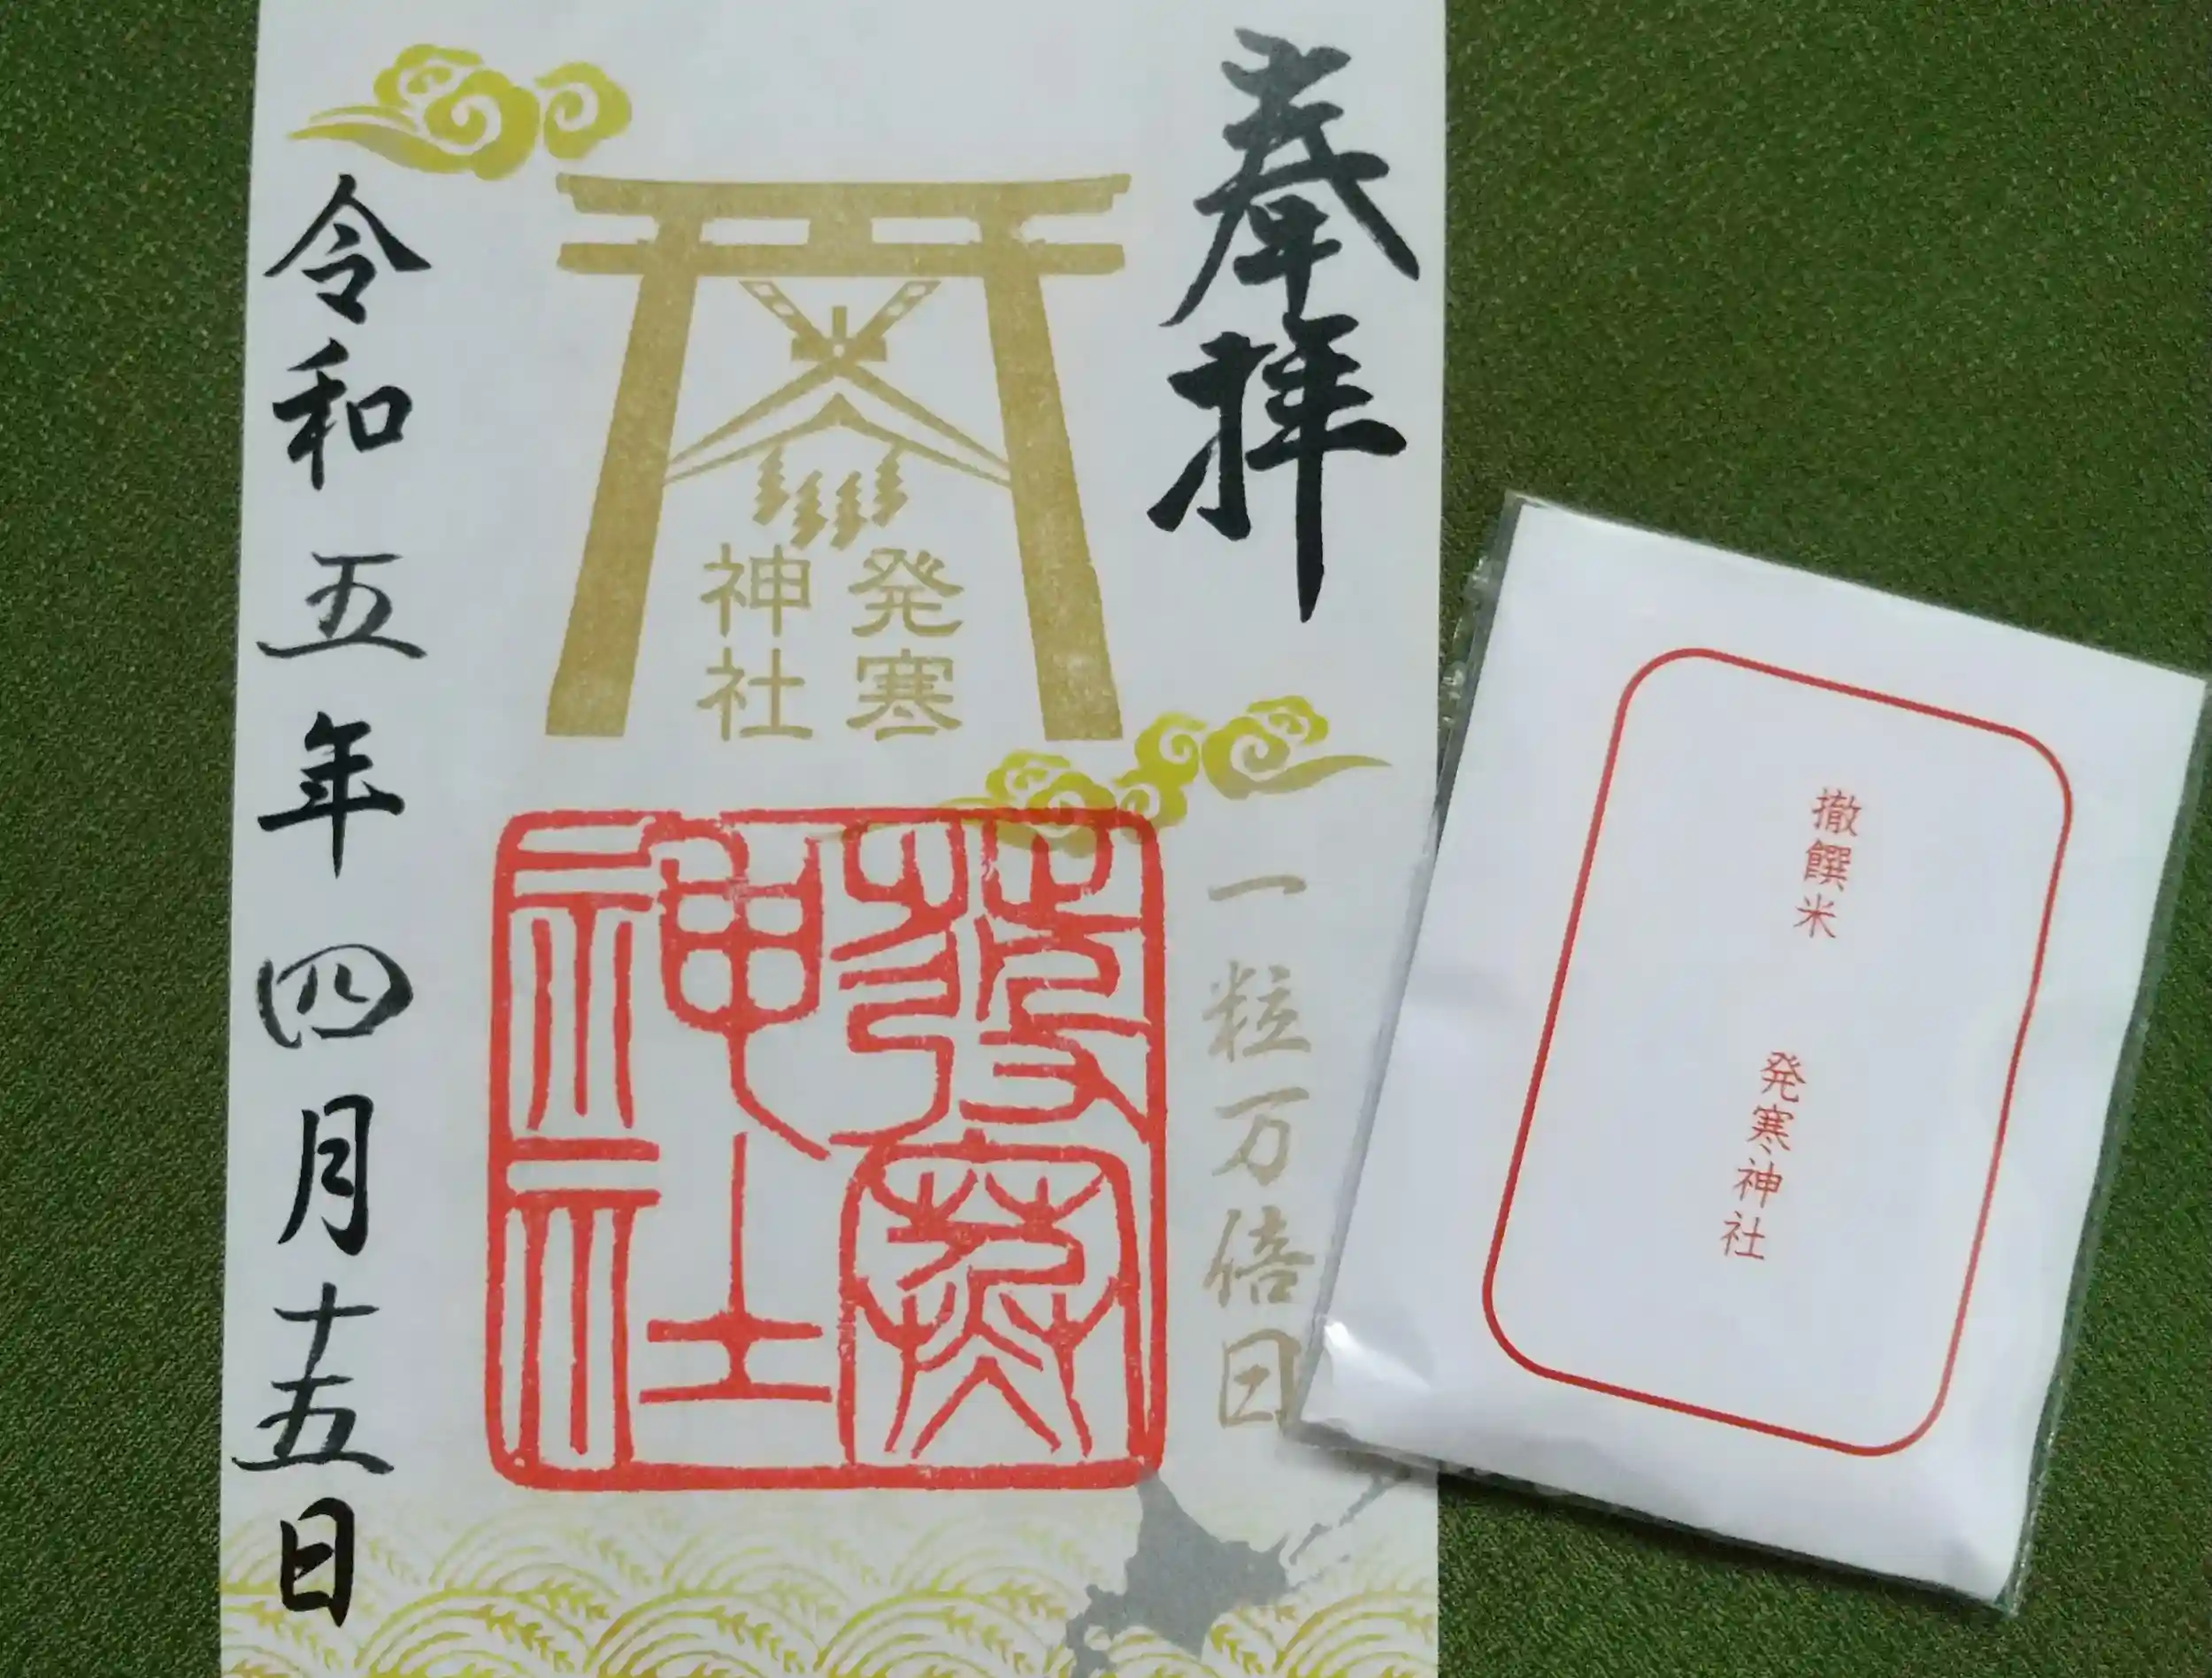 奉拝
発寒
神社
一粒万倍日
發寒
神社
令和五年四月十五日
撤饌米 発寒神社